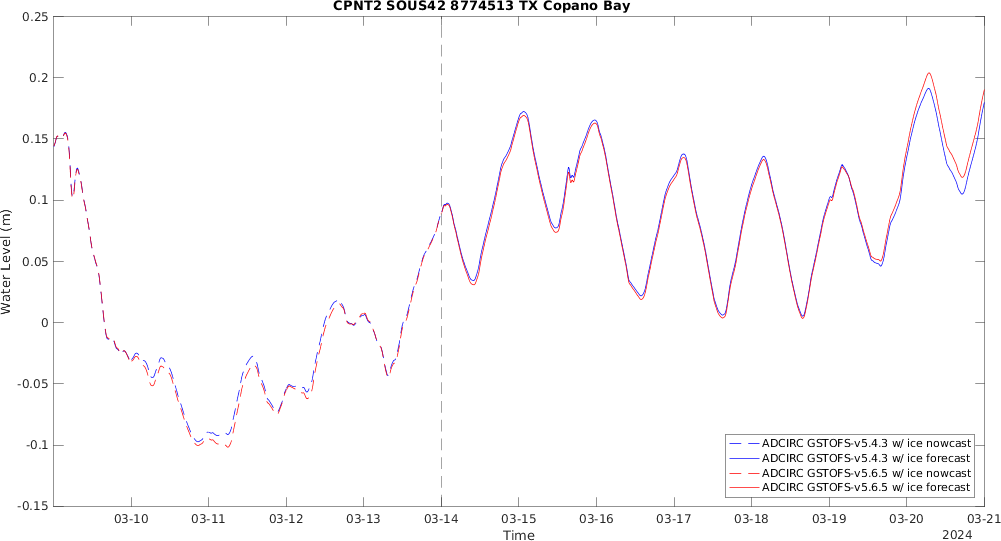 CPNT2 SOUS42 8774513 TX Copano Bay
Water Level (m)
0.25
0.2
0.15
0.1
0.05
0
-0.05
-0.1
-0.15
ADCIRC GSTOFS-v5.4.3 w/ ice nowcast
ADCIRC GSTOFS-v5.4.3 w/ ice forecast
ADCIRC GSTOFS-v5.6.5 w/ ice nowcast
ADCIRC GSTOFS-v5.6.5 w/ ice forecast
03-10 03-11 03-12 03-13 03-14 03-15 03-16 03-17 03-18 03-19 03-20 03-21
Time
2024